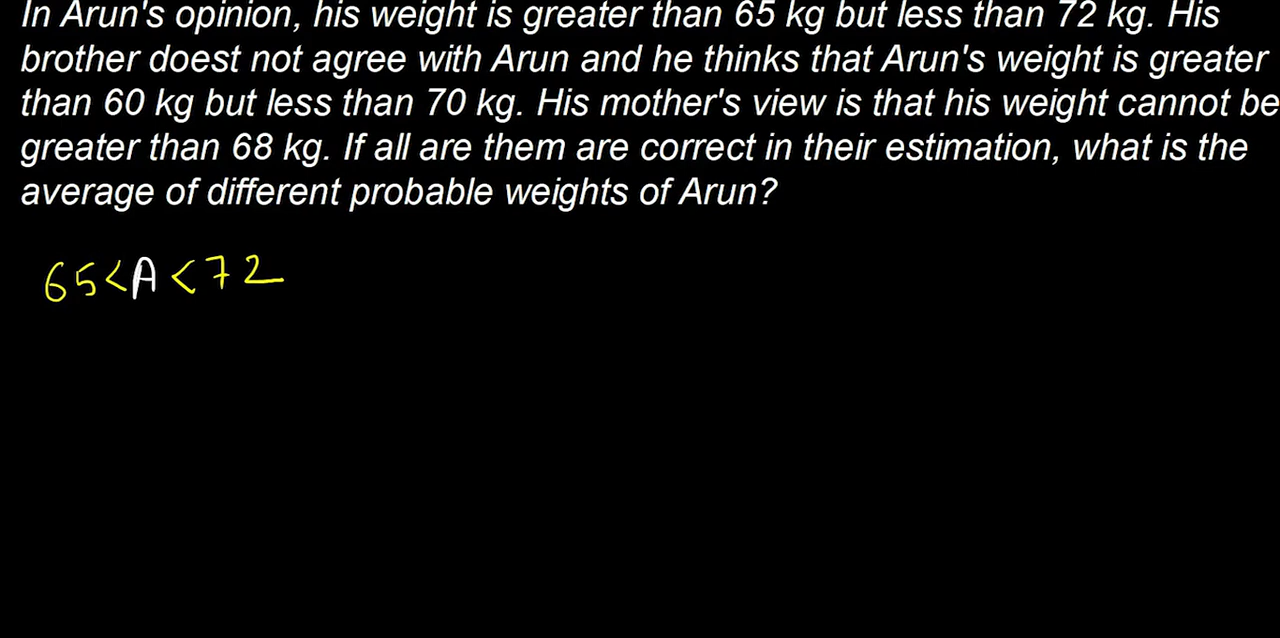 In Arun's opinion, his weight is greater than 65 kg but less than 72 kg. His
brother doest not agree with Arun and he thinks that Arun's weight is greater
than 60 kg but less than 70 kg. His mother's view is that his weight cannot be
greater than 68 kg. If all are them are correct in their estimation, what is the
average of different probable weights of Arun?
65<A<72